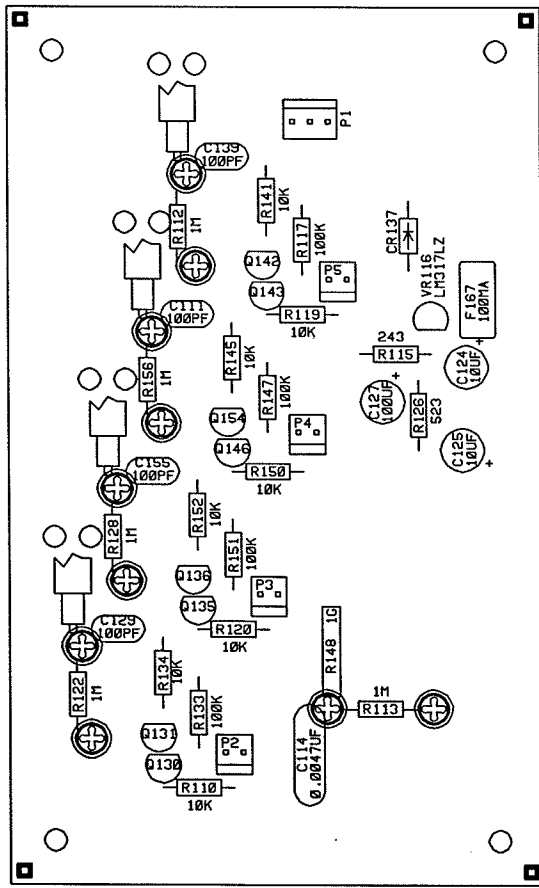 P1
C139
100PF
R141
10K
R112
1M
R117
100K
CR137
Q142
P5
VR116
LM317LZ
Q143
F167
100MA
C111
100PF
R119
10K
243
R115
+
R145
10K
C124
10UF
R156
1M
R147
100K
+
C127
100UF
R126
523
Q154
P4
Q146
C125
10UF
+
C155
100PF
R150
10K
R152
10K
R128
1M
R151
100K
Q136
P3
Q135
C129
100PF
R120
10K
R148 1G
R134
10K
R122
1M
R133
100K
1M
R113
Q131
P2
Q130
C114
0.0047UF
R110
10K